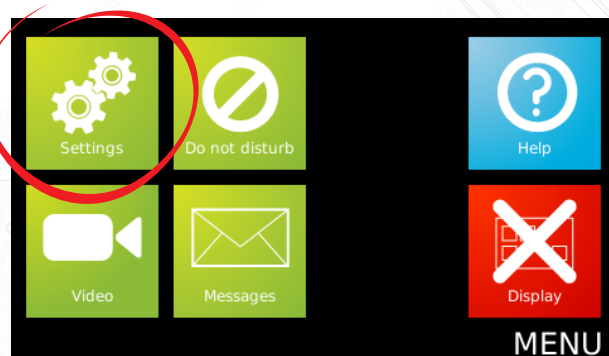 Settings
Do not disturb
Help
Video
Messages
Display
MENU